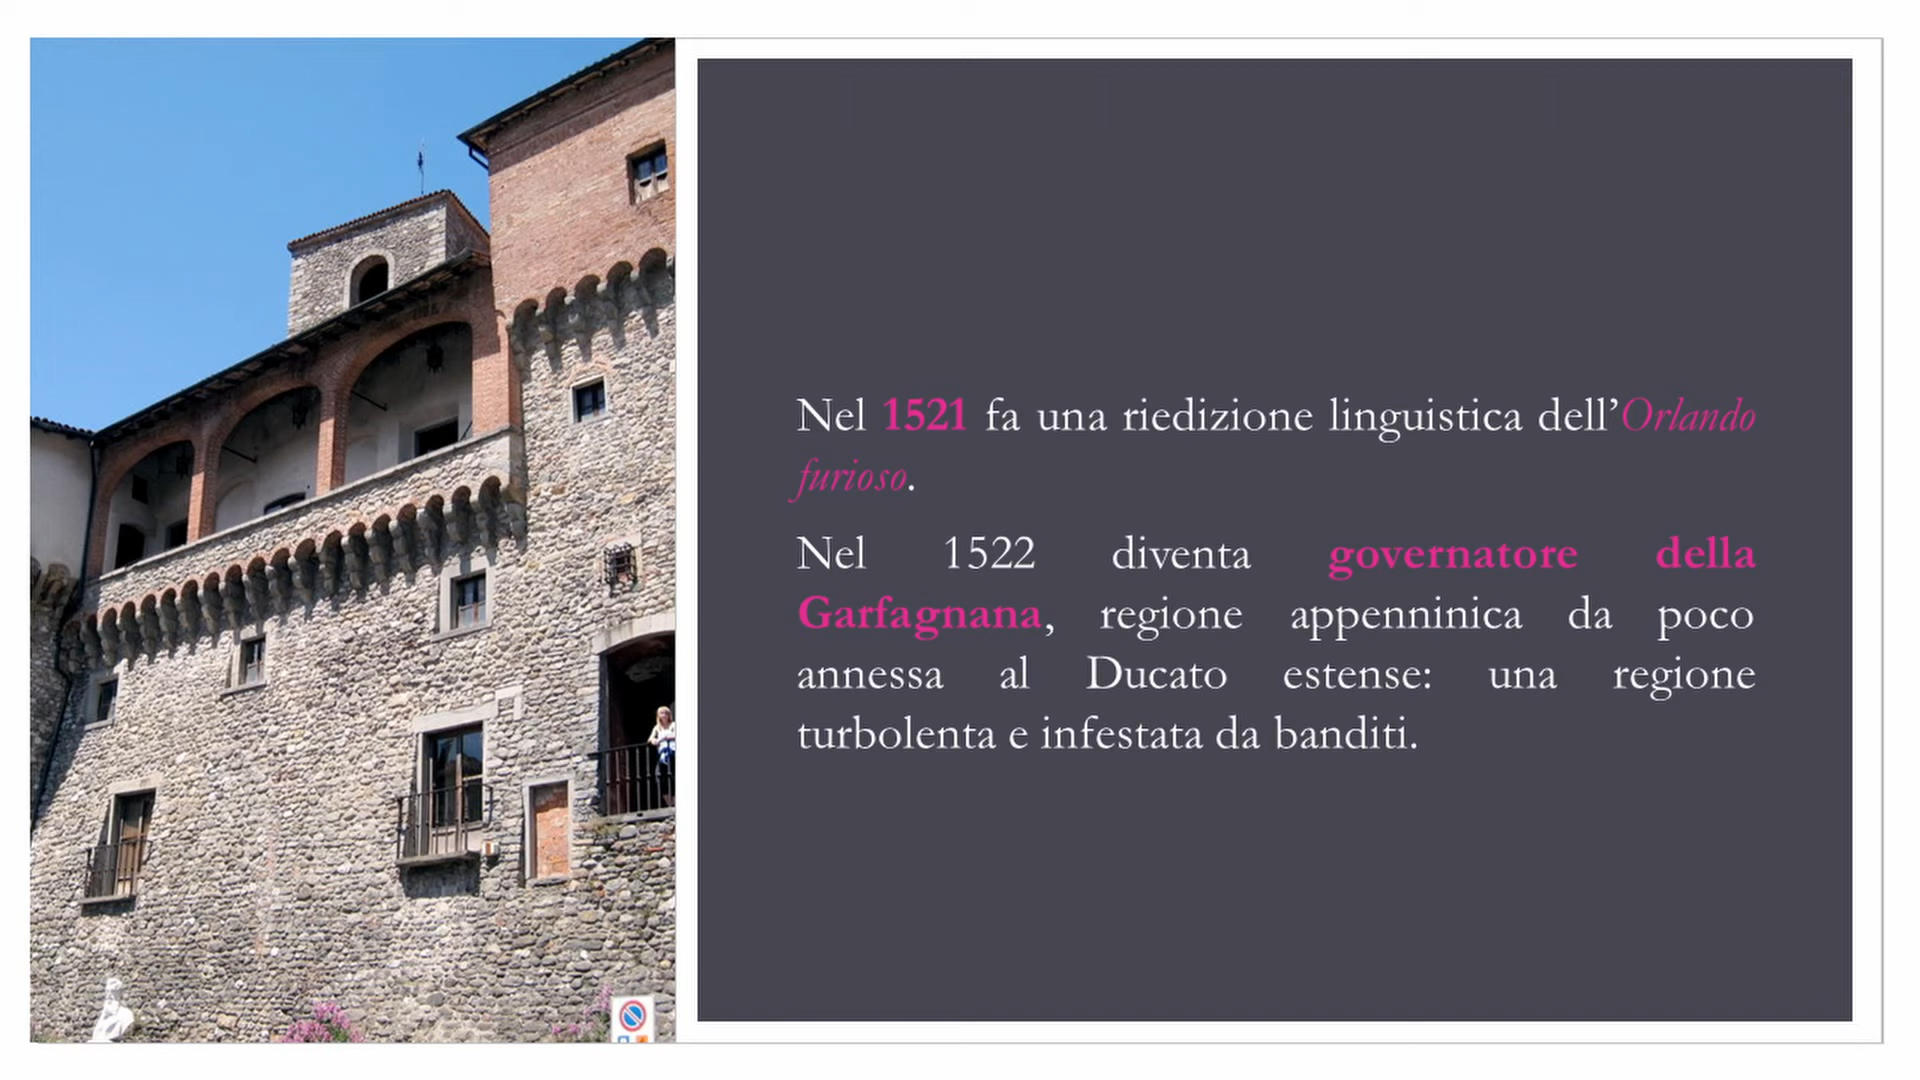 Nel 1521 fa una riedizione linguistica dell’Orlando
furioso.
Nel 1522 diventa governatore della
Garfagnana, regione appenninica da poco
annessa al Ducato estense: una regione
turbolenta e infestata da banditi.